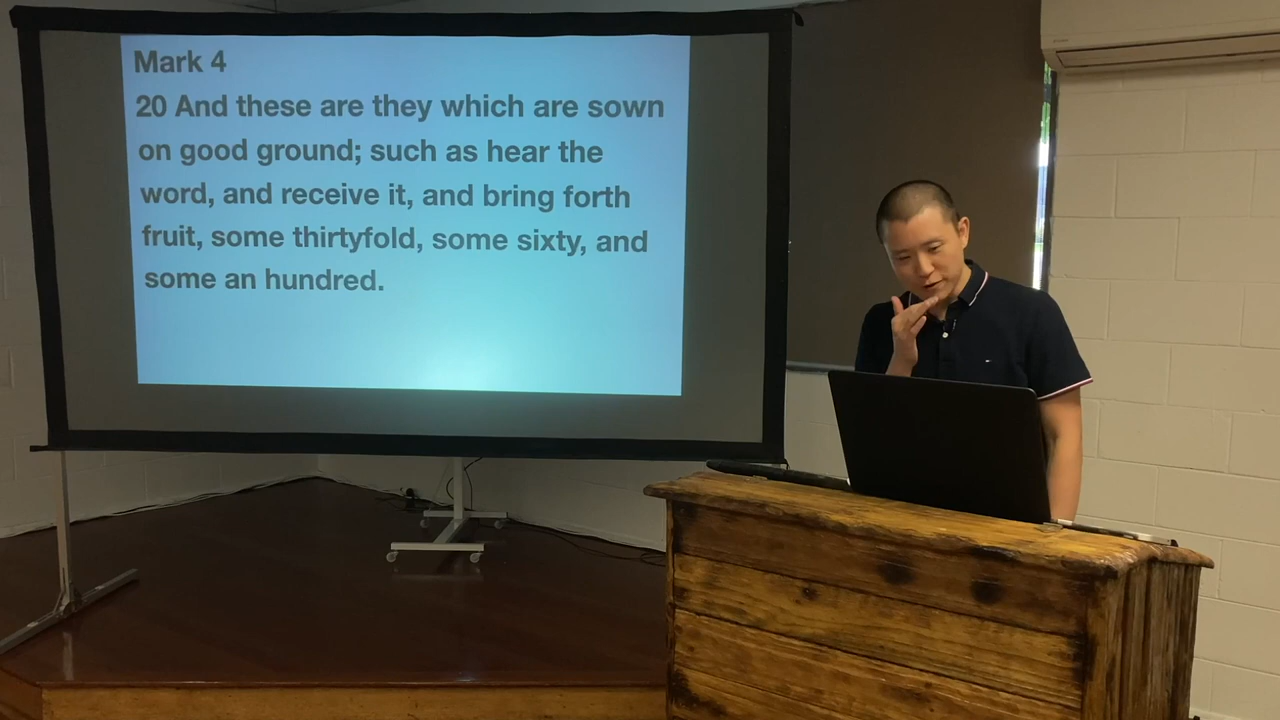 Mark 4
20 And these are they which are sown
on good ground; such as hear the
word, and receive it, and bring forth
fruit, some thirtyfold, some sixty, and
some an hundred.